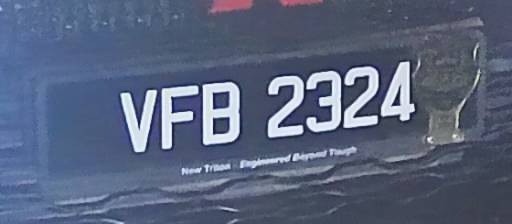 VFB 2324
New Triton Engineered Beyond Tough